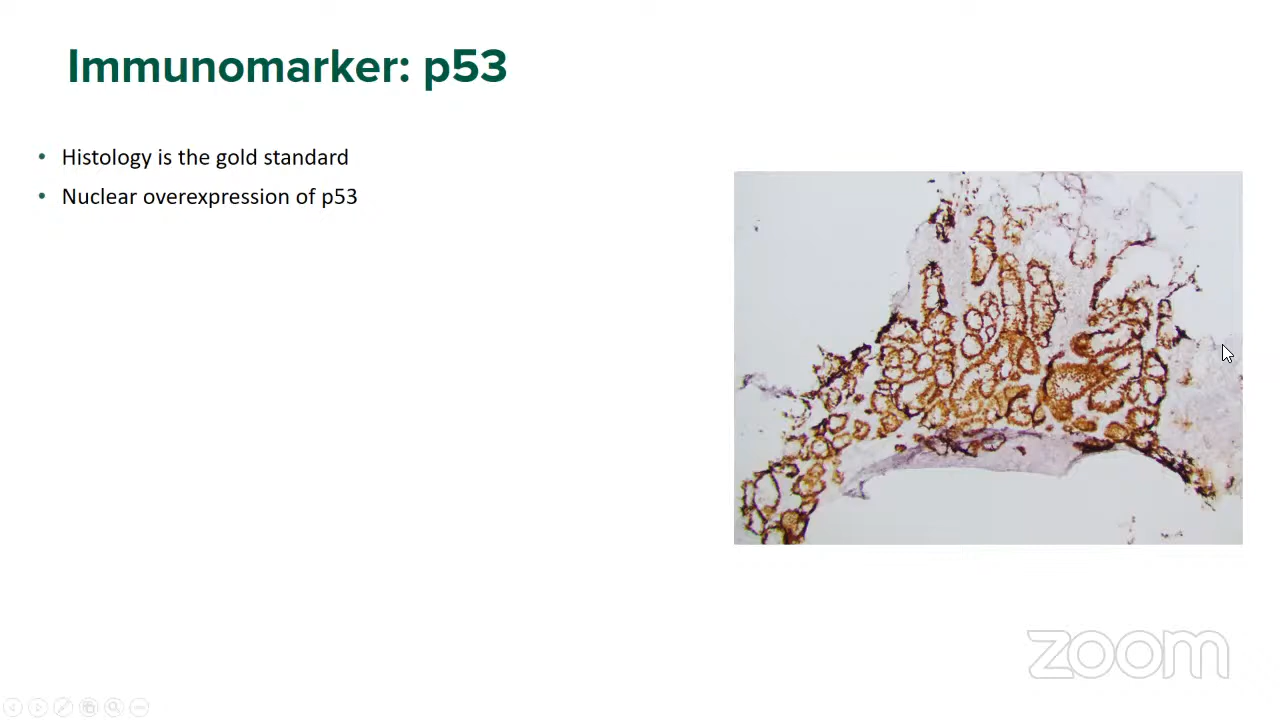 Immunomarker: p53
• Histology is the gold standard
• Nuclear overexpression of p53
zoom